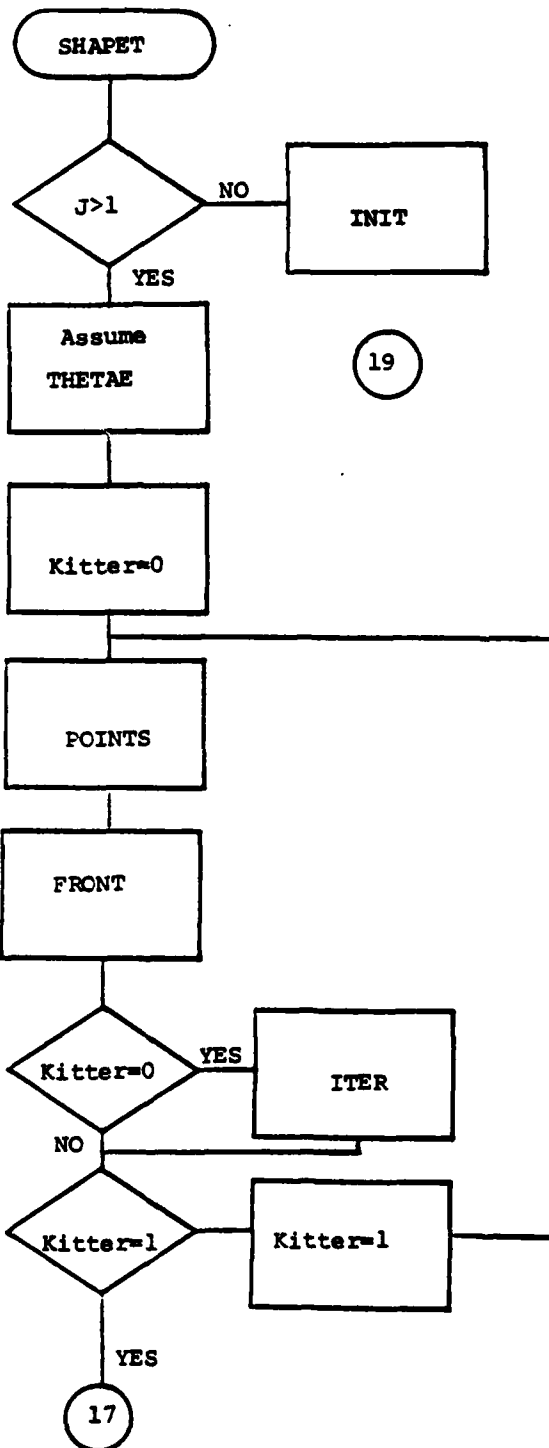 SHAPET
J>1
NO
INIT
YES
Assume
THETAE
19
Kitter=0
POINTS
FRONT
Kitter=0
YES
ITER
NO
Kitter=1
Kitter=1
YES
17